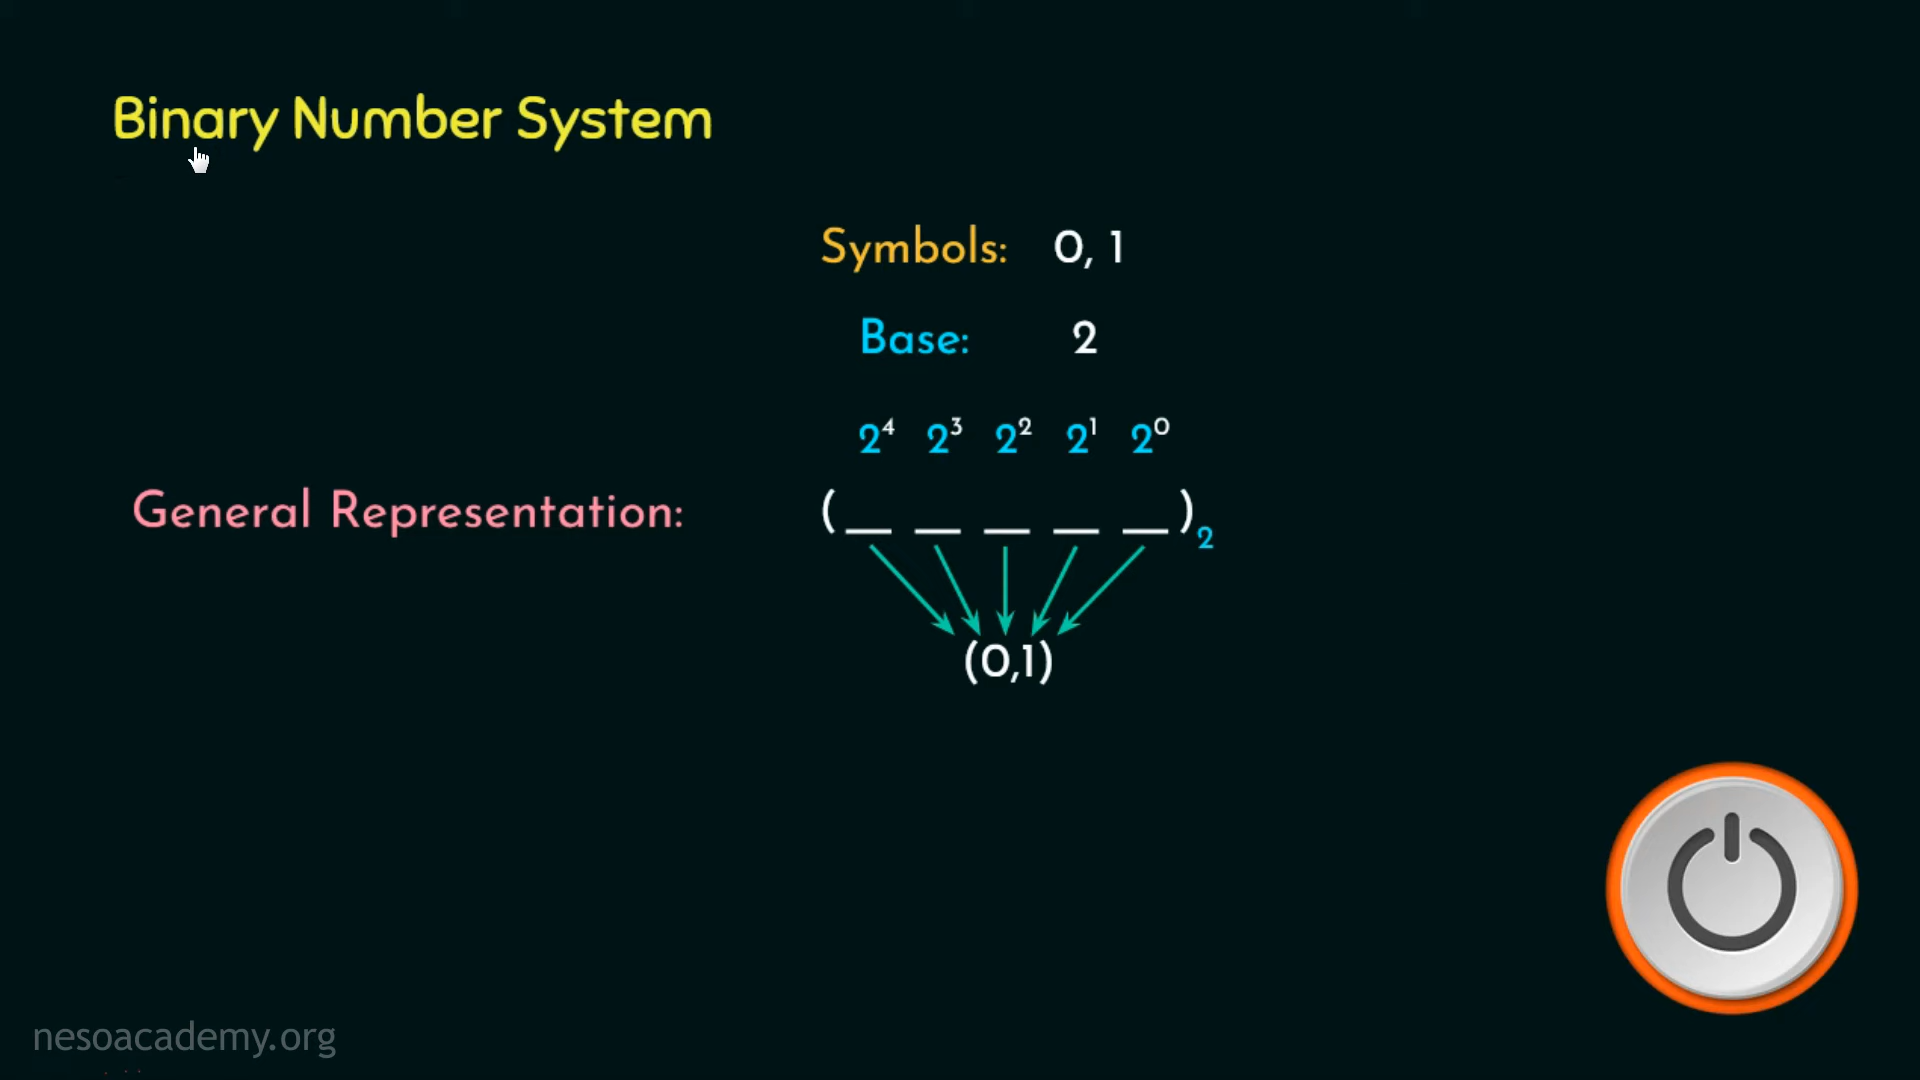 Binary Number System
Symbols: 0, 1
Base: 2
2⁴ 2³ 2² 2¹ 2⁰
General Representation: (_ _ _ _ _)₂
(0,1)
nesoacademy.org